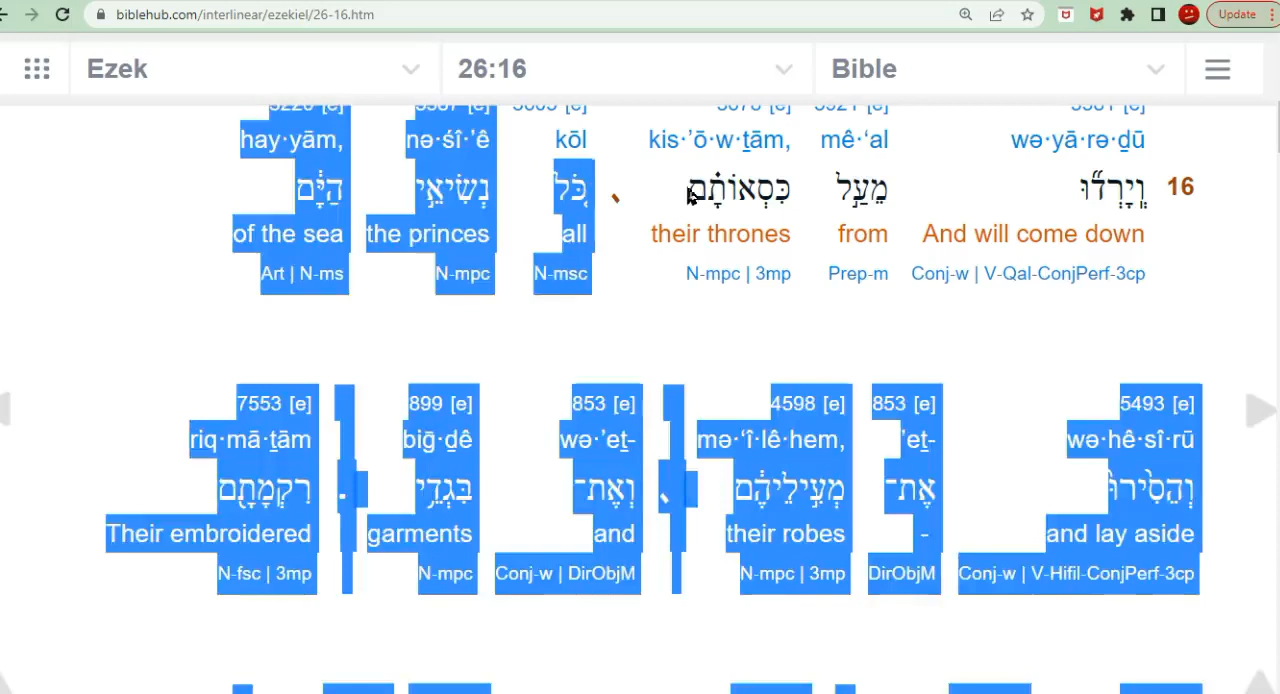 biblehub.com/interlinear/ezekiel/26-16.htm Update
Ezek 26:16 Bible
hay·yām, nə·śî·’ê kōl kis·’ō·w·ṯām, mê·‘al wə·yā·rə·ḏū
16 וְֽיָרְד֞וּ מֵעַ֣ל כִּסְאוֹתָ֗ם כֹּ֚ל נְשִׂיאֵ֣י הַיָּ֔ם
of the sea the princes all their thrones from And will come down
Art | N-ms N-mpc N-msc N-mpc | 3mp Prep-m Conj-w | V-Qal-ConjPerf-3cp
7553 [e] 899 [e] 853 [e] 4598 [e] 853 [e] 5493 [e]
riq·mā·ṯām biḡ·ḏê wə·’eṯ- mə·‘î·lê·hem, ’eṯ- wə·hê·sî·rū
וְהֵסִ֙ירוּ֙ אֶת־ מְעִ֣ילֵיהֶ֔ם וְאֶת־ בִּגְדֵ֥י רִקְמָתָ֖ם
Their embroidered garments and their robes - and lay aside
N-fsc | 3mp N-mpc Conj-w | DirObjM N-mpc | 3mp DirObjM Conj-w | V-Hifil-ConjPerf-3cp